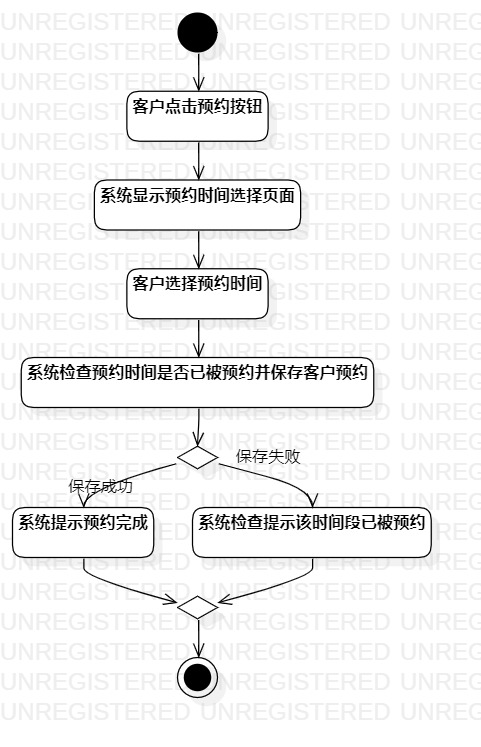 客户点击预约按钮
系统显示预约时间选择页面
客户选择预约时间
系统检查预约时间是否已被预约并保存客户预约
保存失败
保存成功
系统提示预约完成
系统检查提示该时间段已被预约
UNREGISTERED UNREGISTERED UNREG